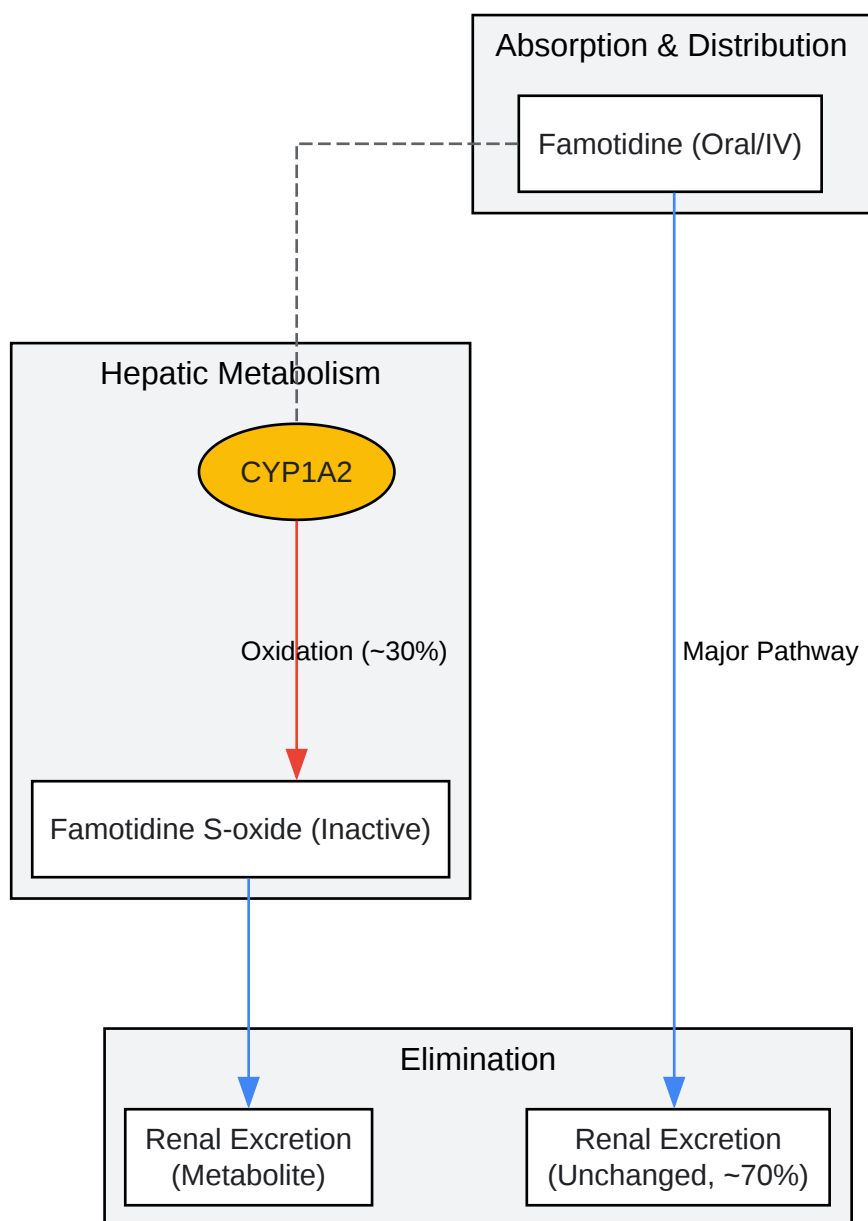 Absorption & Distribution
Famotidine (Oral/IV)
Hepatic Metabolism
CYP1A2
Oxidation (~30%)
Major Pathway
Famotidine S-oxide (Inactive)
Elimination
Renal Excretion
(Metabolite)
Renal Excretion
(Unchanged, ~70%)